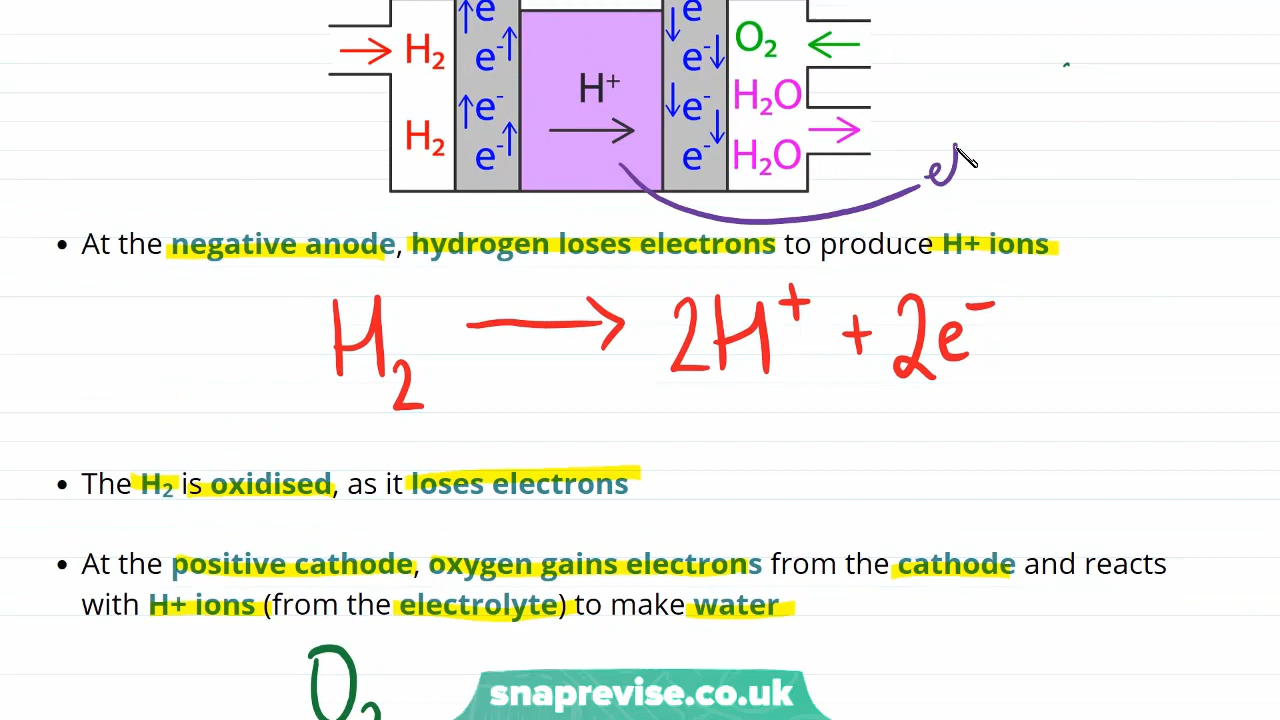 e e
H₂ e⁻ e⁻ O₂
H⁺
e⁻ e⁻ H₂O
H₂ e⁻ e⁻ H₂O
• At the negative anode, hydrogen loses electrons to produce H+ ions
H₂ → 2H⁺ + 2e⁻
• The H₂ is oxidised, as it loses electrons
• At the positive cathode, oxygen gains electrons from the cathode and reacts
with H+ ions (from the electrolyte) to make water
O₂
snaprevise.co.uk